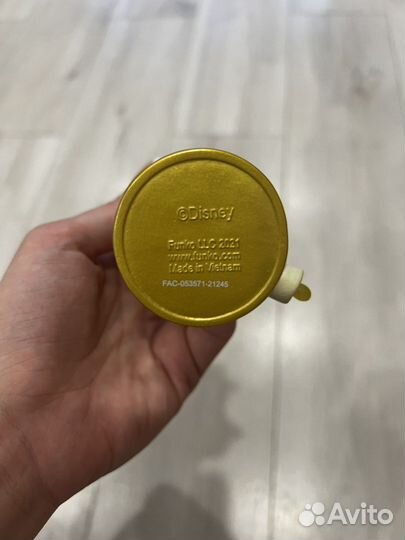 ©Disney
Funko LLC 2021
www.funko.com
Made in Vietnam
FAC-053571-21245
Avito